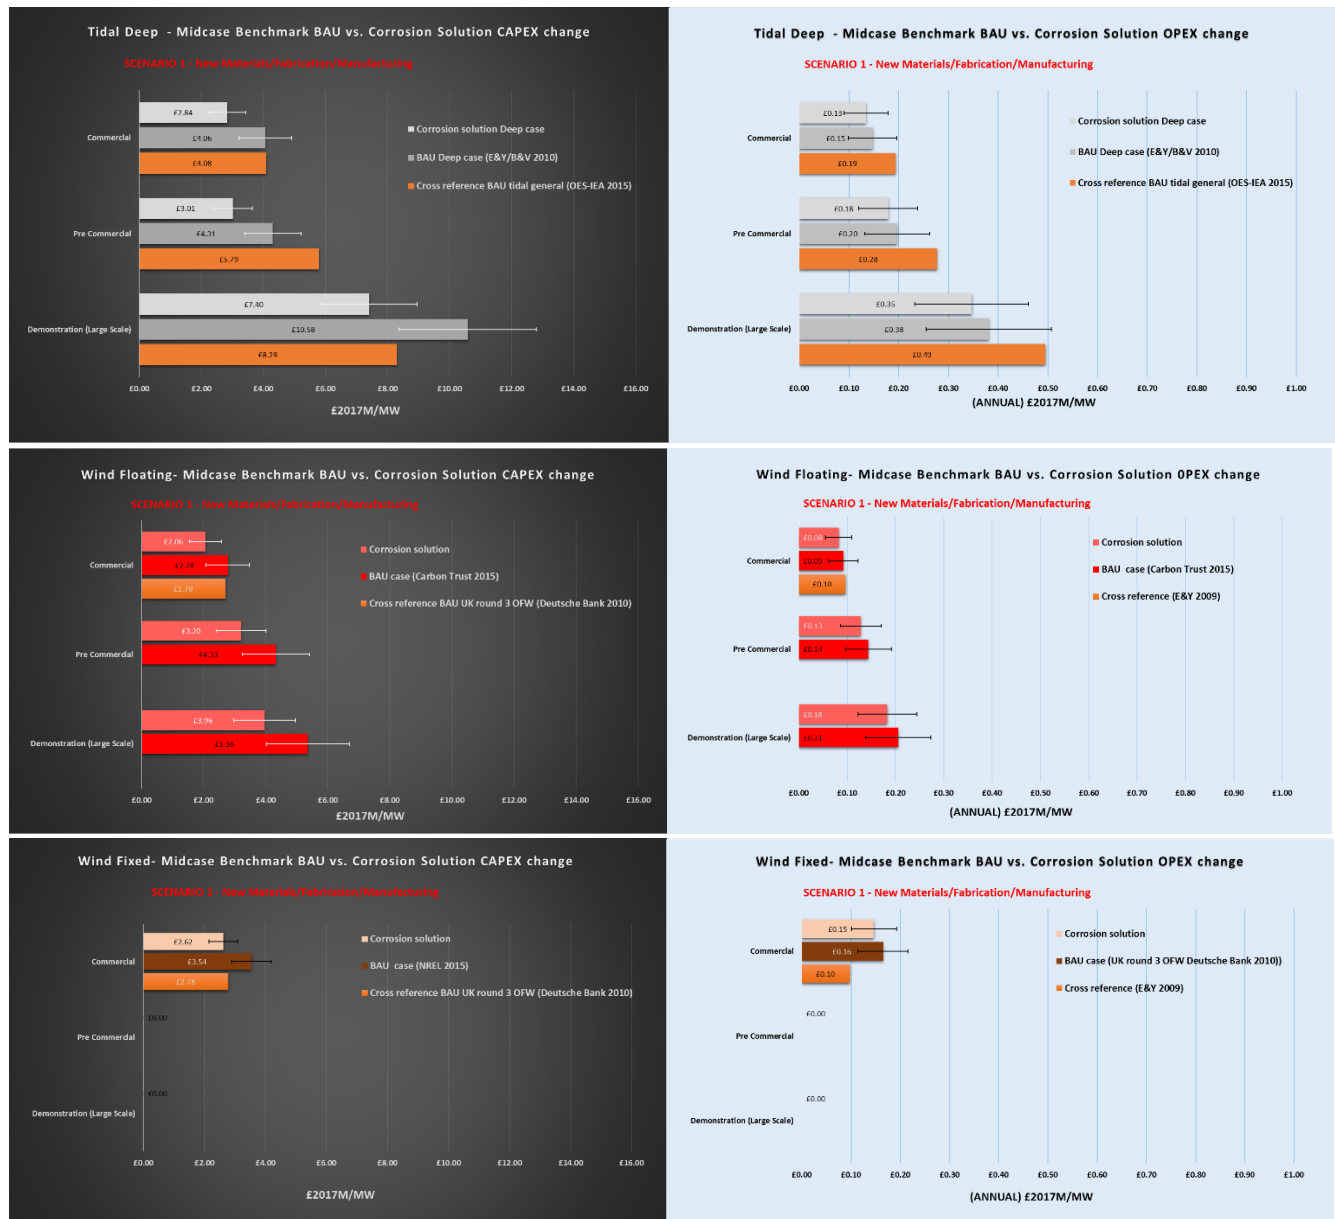 Tidal Deep - Midcase Benchmark BAU vs. Corrosion Solution CAPEX change
SCENARIO 1 - New Materials/Fabrication/Manufacturing
£2.84
Commercial
£4.06
£4.08
£3.01
Pre Commercial
£4.31
£5.79
£7.40
Demonstration (Large Scale)
£10.58
£8.29
Corrosion solution Deep case
BAU Deep case (E&Y/B&V 2010)
Cross reference BAU tidal general (OES-IEA 2015)
£0.00 £2.00 £4.00 £6.00 £8.00 £10.00 £12.00 £14.00 £16.00
£2017M/MW
Tidal Deep - Midcase Benchmark BAU vs. Corrosion Solution OPEX change
SCENARIO 1 - New Materials/Fabrication/Manufacturing
£0.13
Commercial
£0.15
£0.19
£0.18
Pre Commercial
£0.20
£0.28
£0.35
Demonstration (Large Scale)
£0.38
£0.49
Corrosion solution Deep case
BAU Deep case (E&Y/B&V 2010)
Cross reference BAU tidal general (OES-IEA 2015)
£0.00 £0.10 £0.20 £0.30 £0.40 £0.50 £0.60 £0.70 £0.80 £0.90 £1.00
(ANNUAL) £2017M/MW
Wind Floating- Midcase Benchmark BAU vs. Corrosion Solution CAPEX change
SCENARIO 1 - New Materials/Fabrication/Manufacturing
£2.06
Commercial
£2.78
£2.70
£3.20
Pre Commercial
£4.33
£3.96
Demonstration (Large Scale)
£5.36
Corrosion solution
BAU case (Carbon Trust 2015)
Cross reference BAU UK round 3 OFW (Deutsche Bank 2010)
£0.00 £2.00 £4.00 £6.00 £8.00 £10.00 £12.00 £14.00 £16.00
£2017M/MW
Wind Floating- Midcase Benchmark BAU vs. Corrosion Solution 0PEX change
SCENARIO 1 - New Materials/Fabrication/Manufacturing
£0.08
Commercial
£0.09
£0.10
£0.13
Pre Commercial
£0.14
£0.18
Demonstration (Large Scale)
£0.21
Corrosion solution
BAU case (Carbon Trust 2015)
Cross reference (E&Y 2009)
£0.00 £0.10 £0.20 £0.30 £0.40 £0.50 £0.60 £0.70 £0.80 £0.90 £1.00
(ANNUAL) £2017M/MW
Wind Fixed- Midcase Benchmark BAU vs. Corrosion Solution CAPEX change
SCENARIO 1 - New Materials/Fabrication/Manufacturing
£2.62
Commercial
£3.54
£2.78
£0.00
Pre Commercial
£0.00
Demonstration (Large Scale)
Corrosion solution
BAU case (NREL 2015)
Cross reference BAU UK round 3 OFW (Deutsche Bank 2010)
£0.00 £2.00 £4.00 £6.00 £8.00 £10.00 £12.00 £14.00 £16.00
£2017M/MW
Wind Fixed- Midcase Benchmark BAU vs. Corrosion Solution OPEX change
SCENARIO 1 - New Materials/Fabrication/Manufacturing
£0.15
Commercial
£0.16
£0.10
£0.00
Pre Commercial
£0.00
Demonstration (Large Scale)
Corrosion solution
BAU case (UK round 3 OFW Deutsche Bank 2010))
Cross reference (E&Y 2009)
£0.00 £0.10 £0.20 £0.30 £0.40 £0.50 £0.60 £0.70 £0.80 £0.90 £1.00
(ANNUAL) £2017M/MW